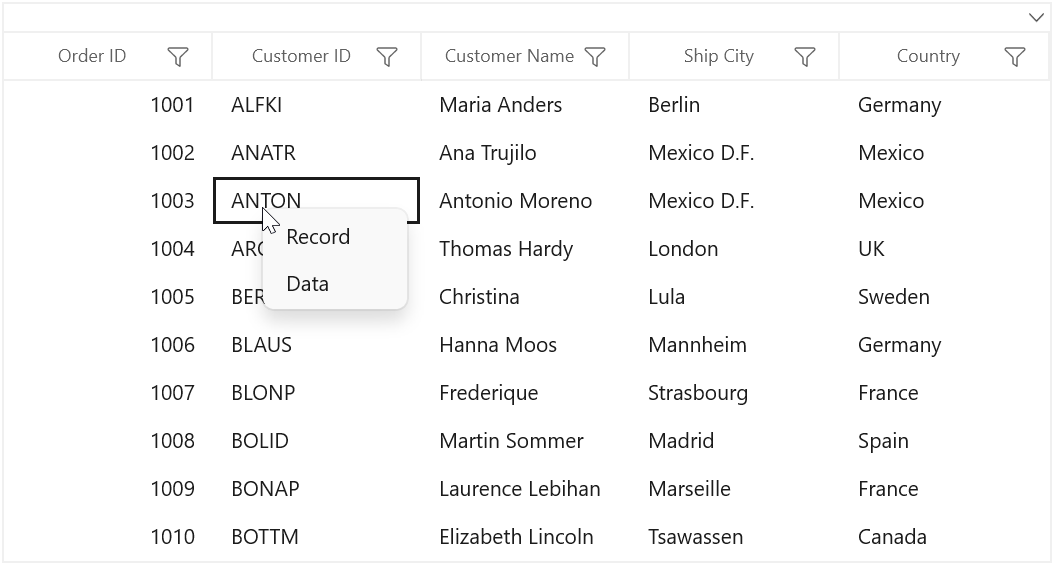 Order ID Customer ID Customer Name Ship City Country
1001 ALFKI Maria Anders Berlin Germany
1002 ANATR Ana Trujilo Mexico D.F. Mexico
1003 ANTON Antonio Moreno Mexico D.F. Mexico
Record
1004 Thomas Hardy London UK
Data
1005 BER Christina Lula Sweden
1006 BLAUS Hanna Moos Mannheim Germany
1007 BLONP Frederique Strasbourg France
1008 BOLID Martin Sommer Madrid Spain
1009 BONAP Laurence Lebihan Marseille France
1010 BOTTM Elizabeth Lincoln Tsawassen Canada